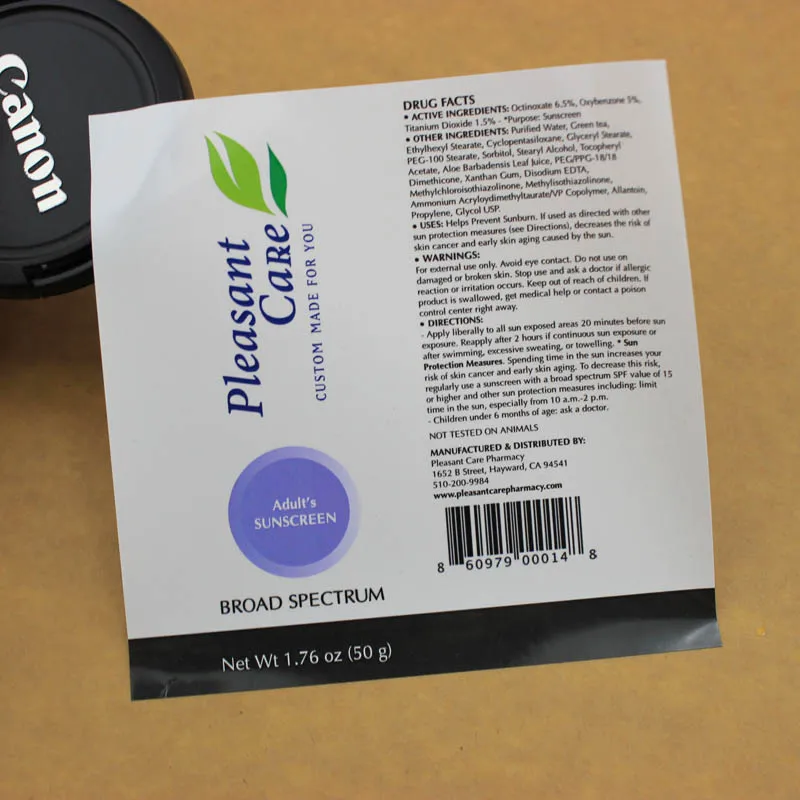 Canon
Pleasant
Care
CUSTOM MADE FOR YOU
Adult's
SUNSCREEN
BROAD SPECTRUM
Net Wt 1.76 oz (50 g)
DRUG FACTS
• ACTIVE INGREDIENTS: Octinoxate 6.5%, Oxybenzone 5%,
Titanium Dioxide 1.5% - *Purpose: Sunscreen
• OTHER INGREDIENTS: Purified Water, Green tea,
Ethylhexyl Stearate, Cyclopentasiloxane, Glyceryl Stearate,
PEG-100 Stearate, Sorbitol, Stearyl Alcohol, Tocopheryl
Acetate, Aloe Barbadensis Leaf Juice, PEG/PPG-18/18
Dimethicone, Xanthan Gum, Disodium EDTA,
Methylchloroisothiazolinone, Methylisothiazolinone,
Ammonium Acryloydimethyltaurate/VP Copolymer, Allantoin,
Propylene, Glycol USP.
• USES: Helps Prevent Sunburn. If used as directed with other
sun protection measures (see Directions), decreases the risk of
skin cancer and early skin aging caused by the sun.
• WARNINGS:
For external use only. Avoid eye contact. Do not use on
damaged or broken skin. Stop use and ask a doctor if allergic
reaction or irritation occurs. Keep out of reach of children. If
product is swallowed, get medical help or contact a poison
control center right away.
• DIRECTIONS:
- Apply liberally to all sun exposed areas 20 minutes before sun
exposure. Reapply after 2 hours if continuous sun exposure or
after swimming, excessive sweating, or towelling. * Sun
Protection Measures. Spending time in the sun increases your
risk of skin cancer and early skin aging. To decrease this risk,
regularly use a sunscreen with a broad spectrum SPF value of 15
or higher and other sun protection measures including: limit
time in the sun, especially from 10 a.m.-2 p.m.
- Children under 6 months of age: ask a doctor.
NOT TESTED ON ANIMALS
MANUFACTURED & DISTRIBUTED BY:
Pleasant Care Pharmacy
1652 B Street, Hayward, CA 94541
510-200-9984
www.pleasantcarepharmacy.com
8 60979 00014 8